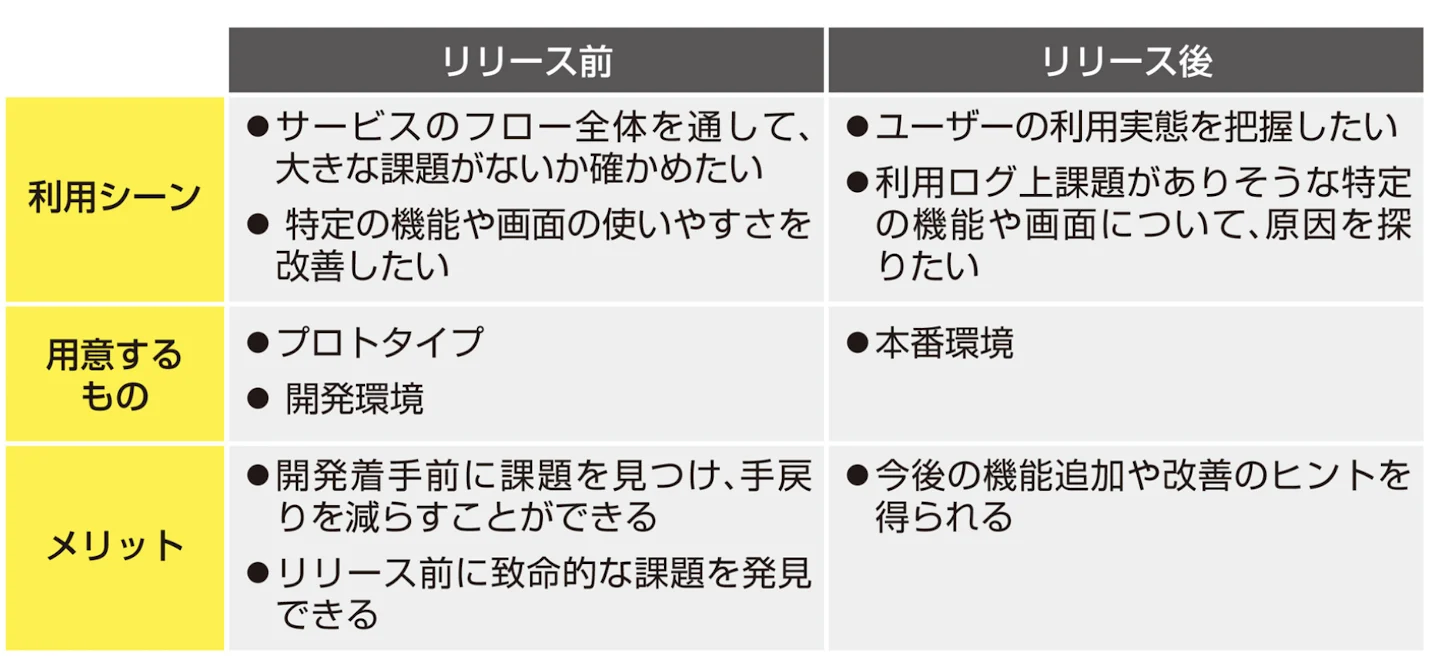 リリース前
リリース後
利用シーン
●サービスのフロー全体を通して、
大きな課題がないか確かめたい
● 特定の機能や画面の使いやすさを
改善したい
●ユーザーの利用実態を把握したい
●利用ログ上課題がありそうな特定
の機能や画面について、原因を探
りたい
用意する
もの
●プロトタイプ
● 開発環境
●本番環境
メリット
●開発着手前に課題を見つけ、手戻
りを減らすことができる
●リリース前に致命的な課題を発見
できる
●今後の機能追加や改善のヒントを
得られる